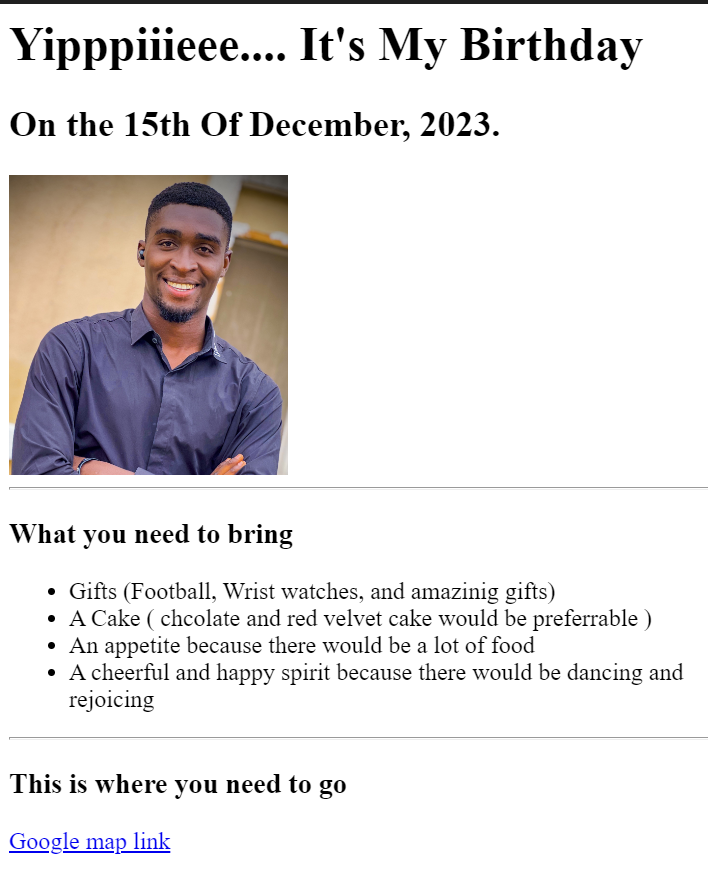 Yipppiiieee.... It's My Birthday
On the 15th Of December, 2023.
What you need to bring
Gifts (Football, Wrist watches, and amazinig gifts)
A Cake ( chcolate and red velvet cake would be preferrable )
An appetite because there would be a lot of food
A cheerful and happy spirit because there would be dancing and
rejoicing
This is where you need to go
Google map link